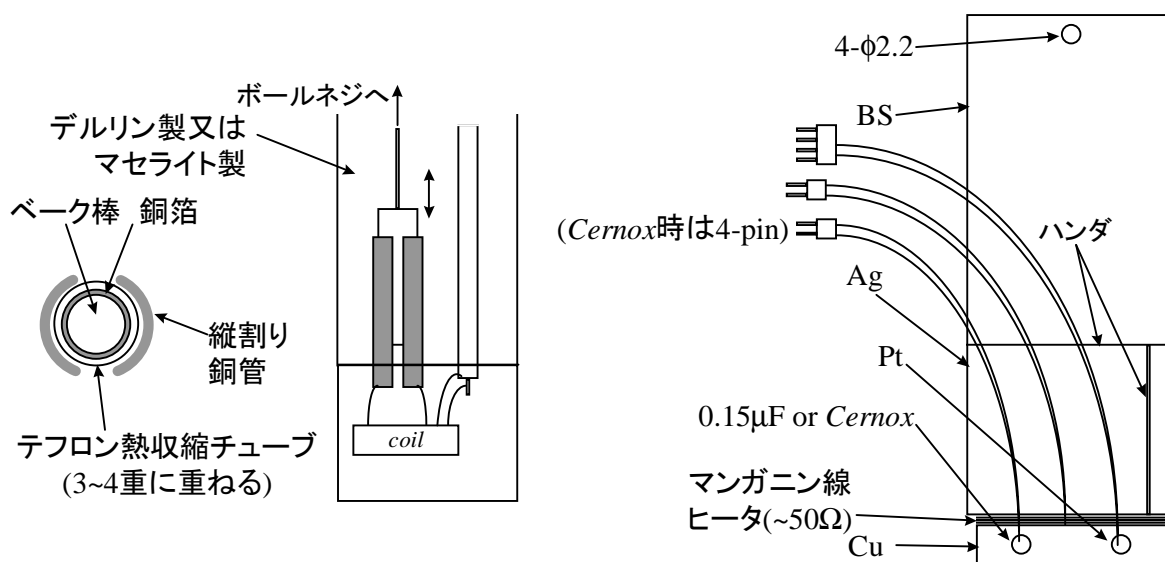 ボールネジへ
デルリン製又は
マセライト製
ベーク棒 銅箔
縦割り
銅管
テフロン熱収縮チューブ
(3~4重に重ねる)
coil
4-φ2.2
BS
(Cernox時は4-pin)
ハンダ
Ag
Pt
0.15μF or Cernox
マンガニン線
ヒータ(~50Ω)
Cu